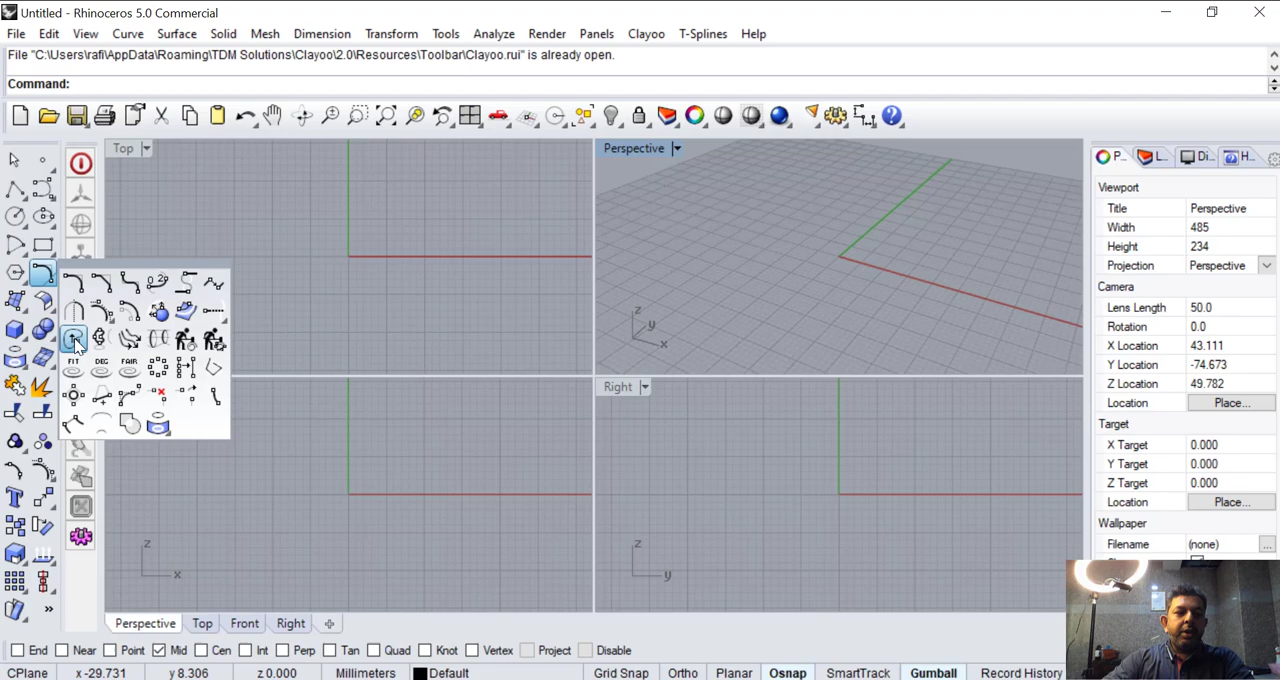 Untitled - Rhinoceros 5.0 Commercial
File Edit View Curve Surface Solid Mesh Dimension Transform Tools Analyze Render Panels Clayoo T-Splines Help
File "C:\Users\rafi\AppData\Roaming\TDM Solutions\Clayoo\2.0\Resources\Toolbar\Clayoo.rui" is already open.
Command:
Top
Perspective
P... L... Di... H...
Viewport
Title Perspective
Width 485
Height 234
Projection Perspective
Camera
Lens Length 50.0
Rotation 0.0
X Location 43.111
Y Location -74.673
Z Location 49.782
Location Place...
Target
X Target 0.000
Y Target 0.000
Z Target 0.000
Location Place...
Wallpaper
Filename (none) ...
FIT DEG FAIR
z
y
x
Right
z
x
z
y
Perspective Top Front Right
End Near Point Mid Cen Int Perp Tan Quad Knot Vertex Project Disable
CPlane x -29.731 y 8.306 z 0.000 Millimeters Default Grid Snap Ortho Planar Osnap SmartTrack Gumball Record History